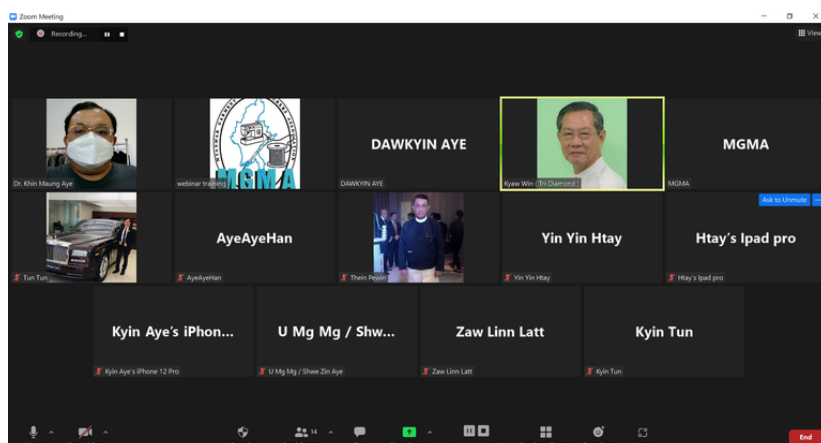 Zoom Meeting
Recording...
View
DAWKYIN AYE
MGMA
MGMA
Dr. Khin Maung Aye
webinar training
DAWKYIN AYE
Kyaw Win ( Tri Diamond )
MGMA
Ask to Unmute
AyeAyeHan
Yin Yin Htay
Htay's Ipad pro
Tun Tun
AyeAyeHan
Thein Pewin
Yin Yin Htay
Htay's Ipad pro
Kyin Aye's iPhon...
U Mg Mg / Shw...
Zaw Linn Latt
Kyin Tun
Kyin Aye's iPhone 12 Pro
U Mg Mg / Shwe Zin Aye
Zaw Linn Latt
Kyin Tun
14
End